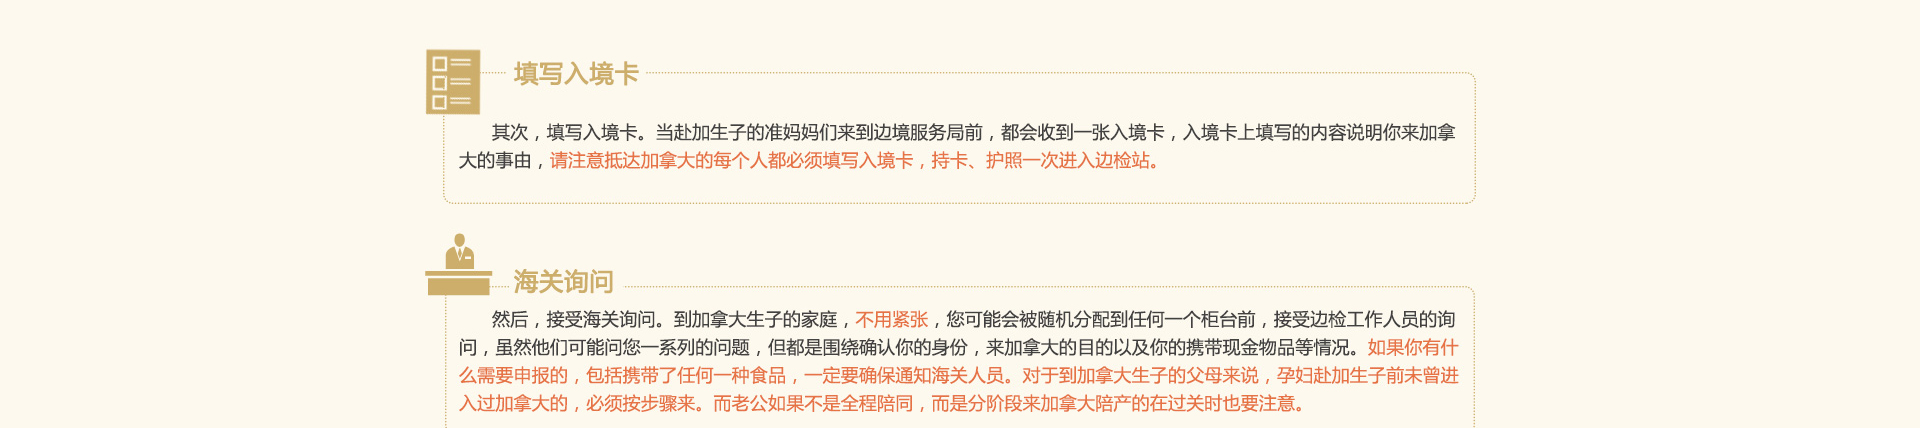 填写入境卡
其次，填写入境卡。当赴加生子的准妈妈们来到边境服务局前，都会收到一张入境卡，入境卡上填写的内容说明你来加拿
大的事由，请注意抵达加拿大的每个人都必须填写入境卡，持卡、护照一次进入边检站。
海关询问
然后，接受海关询问。到加拿大生子的家庭，不用紧张，您可能会被随机分配到任何一个柜台前，接受边检工作人员的询
问，虽然他们可能问您一系列的问题，但都是围绕确认你的身份，来加拿大的目的以及你的携带现金物品等情况。如果你有什
么需要申报的，包括携带了任何一种食品，一定要确保通知海关人员。对于到加拿大生子的父母来说，孕妇赴加生子前未曾进
入过加拿大的，必须按步骤来。而老公如果不是全程陪同，而是分阶段来加拿大陪产的在过关时也要注意。